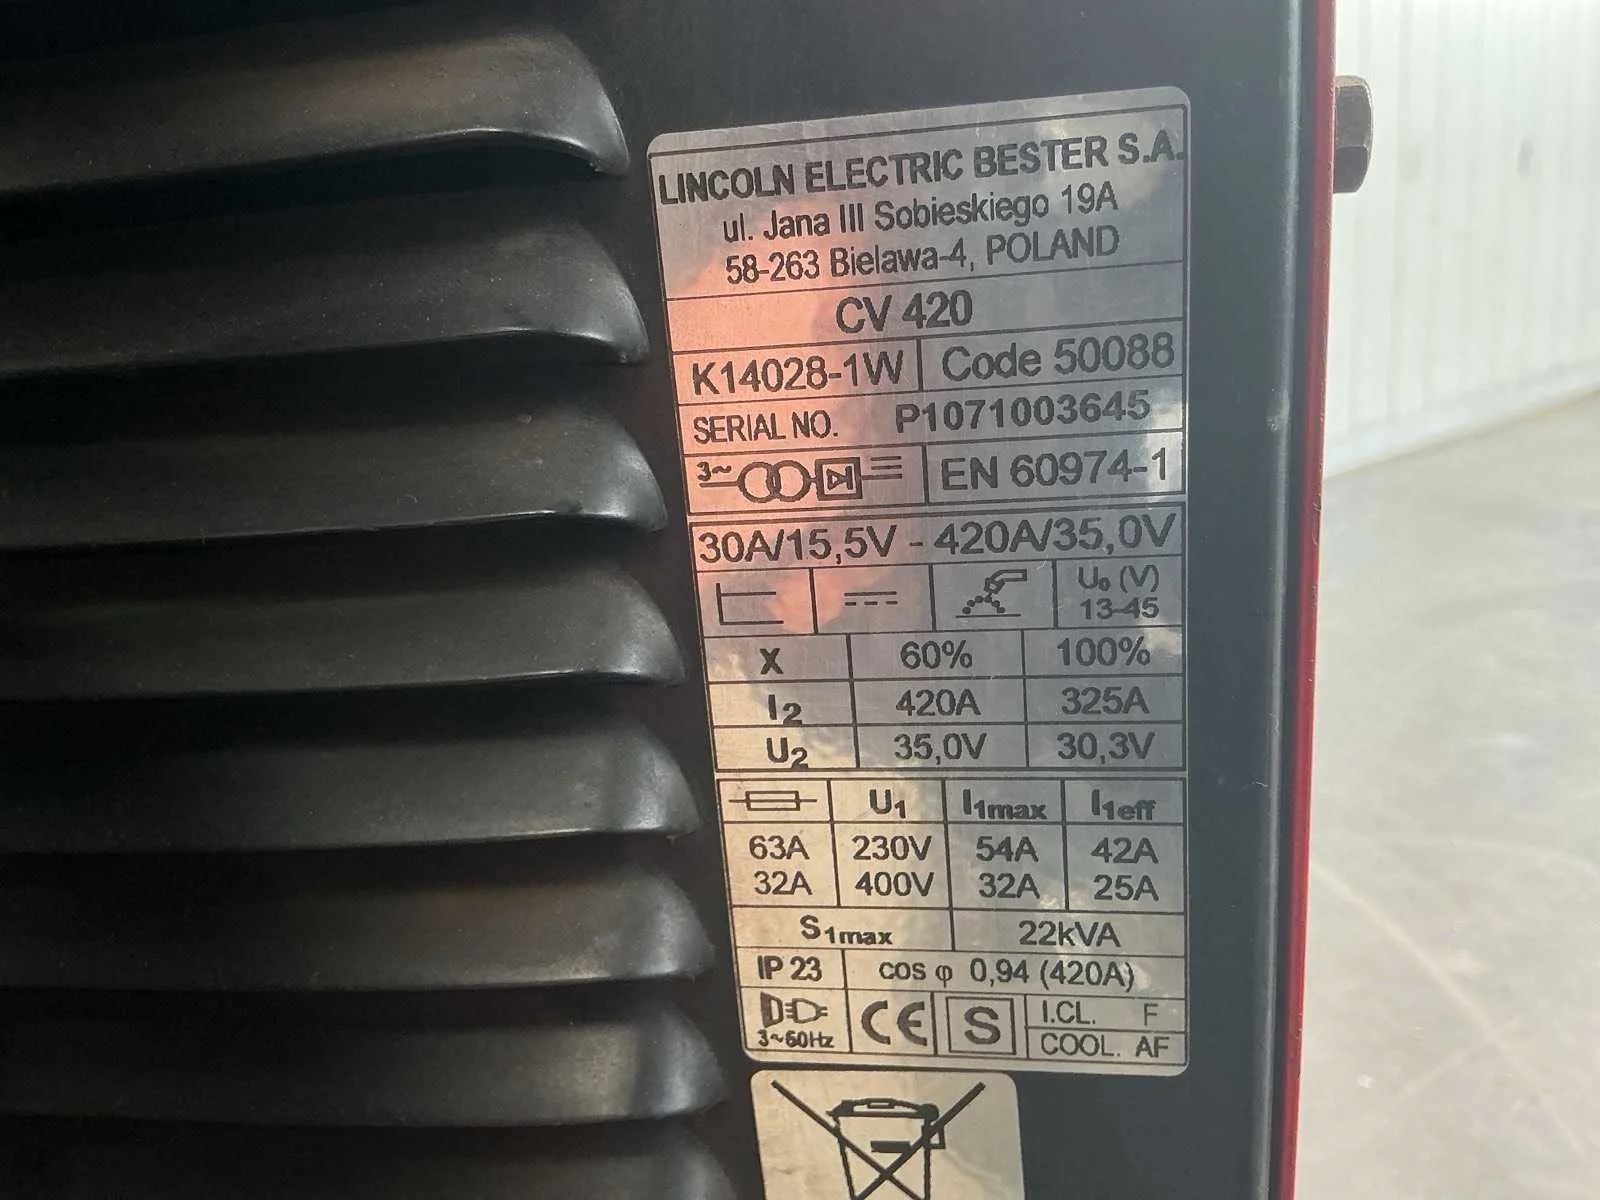 LINCOLN ELECTRIC BESTER S.A.
ul. Jana III Sobieskiego 19A
58-263 Bielawa-4, POLAND
CV 420
K14028-1W Code 50088
SERIAL NO. P1071003645
3~ EN 60974-1
30A/15,5V - 420A/35,0V
U₀ (V)
13-45
X 60% 100%
I₂ 420A 325A
U₂ 35,0V 30,3V
U₁ I₁max I₁eff
63A 230V 54A 42A
32A 400V 32A 25A
S₁max 22kVA
IP 23 cos φ 0,94 (420A)
3~50Hz CE S I.CL. F
COOL. AF